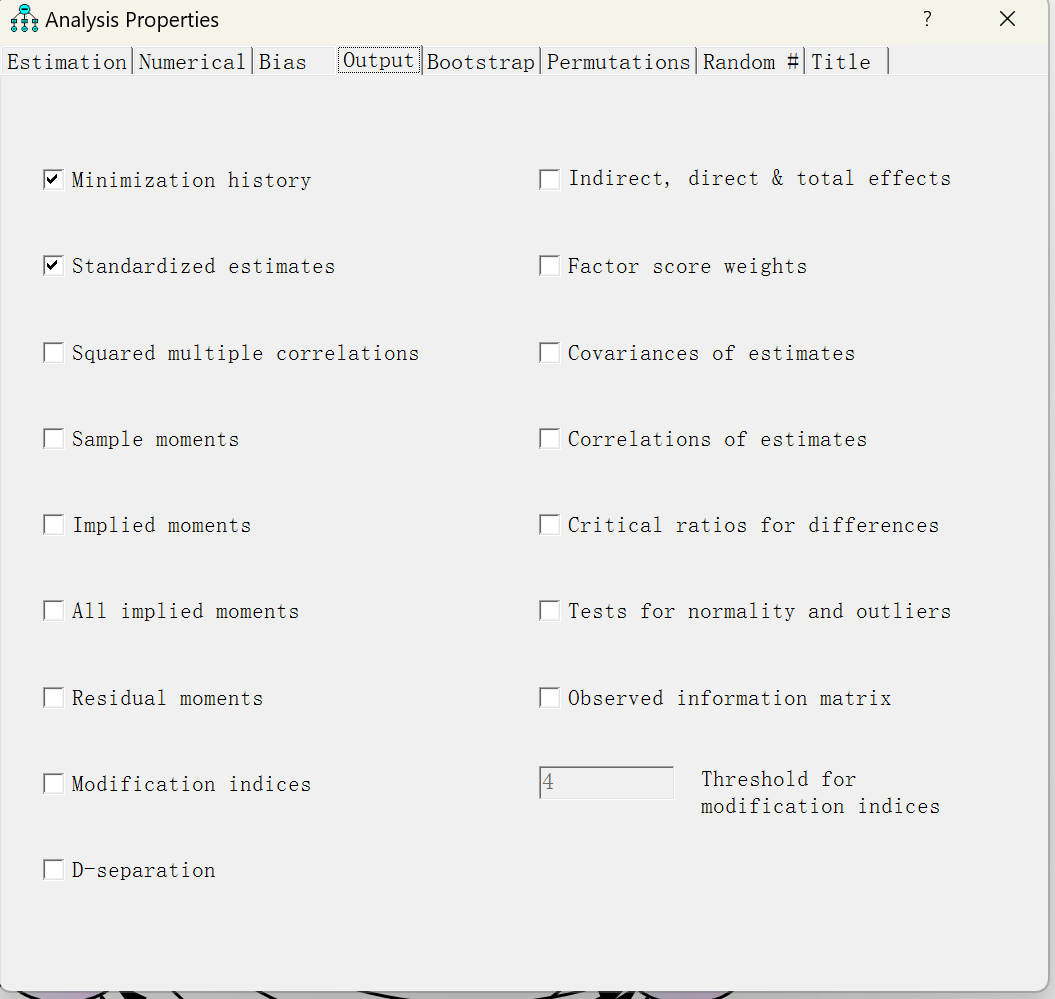 Analysis Properties
?
Estimation Numerical Bias Output Bootstrap Permutations Random # Title
Minimization history
Indirect, direct & total effects
Standardized estimates
Factor score weights
Squared multiple correlations
Covariances of estimates
Sample moments
Correlations of estimates
Implied moments
Critical ratios for differences
All implied moments
Tests for normality and outliers
Residual moments
Observed information matrix
Modification indices
4
Threshold for
modification indices
D-separation